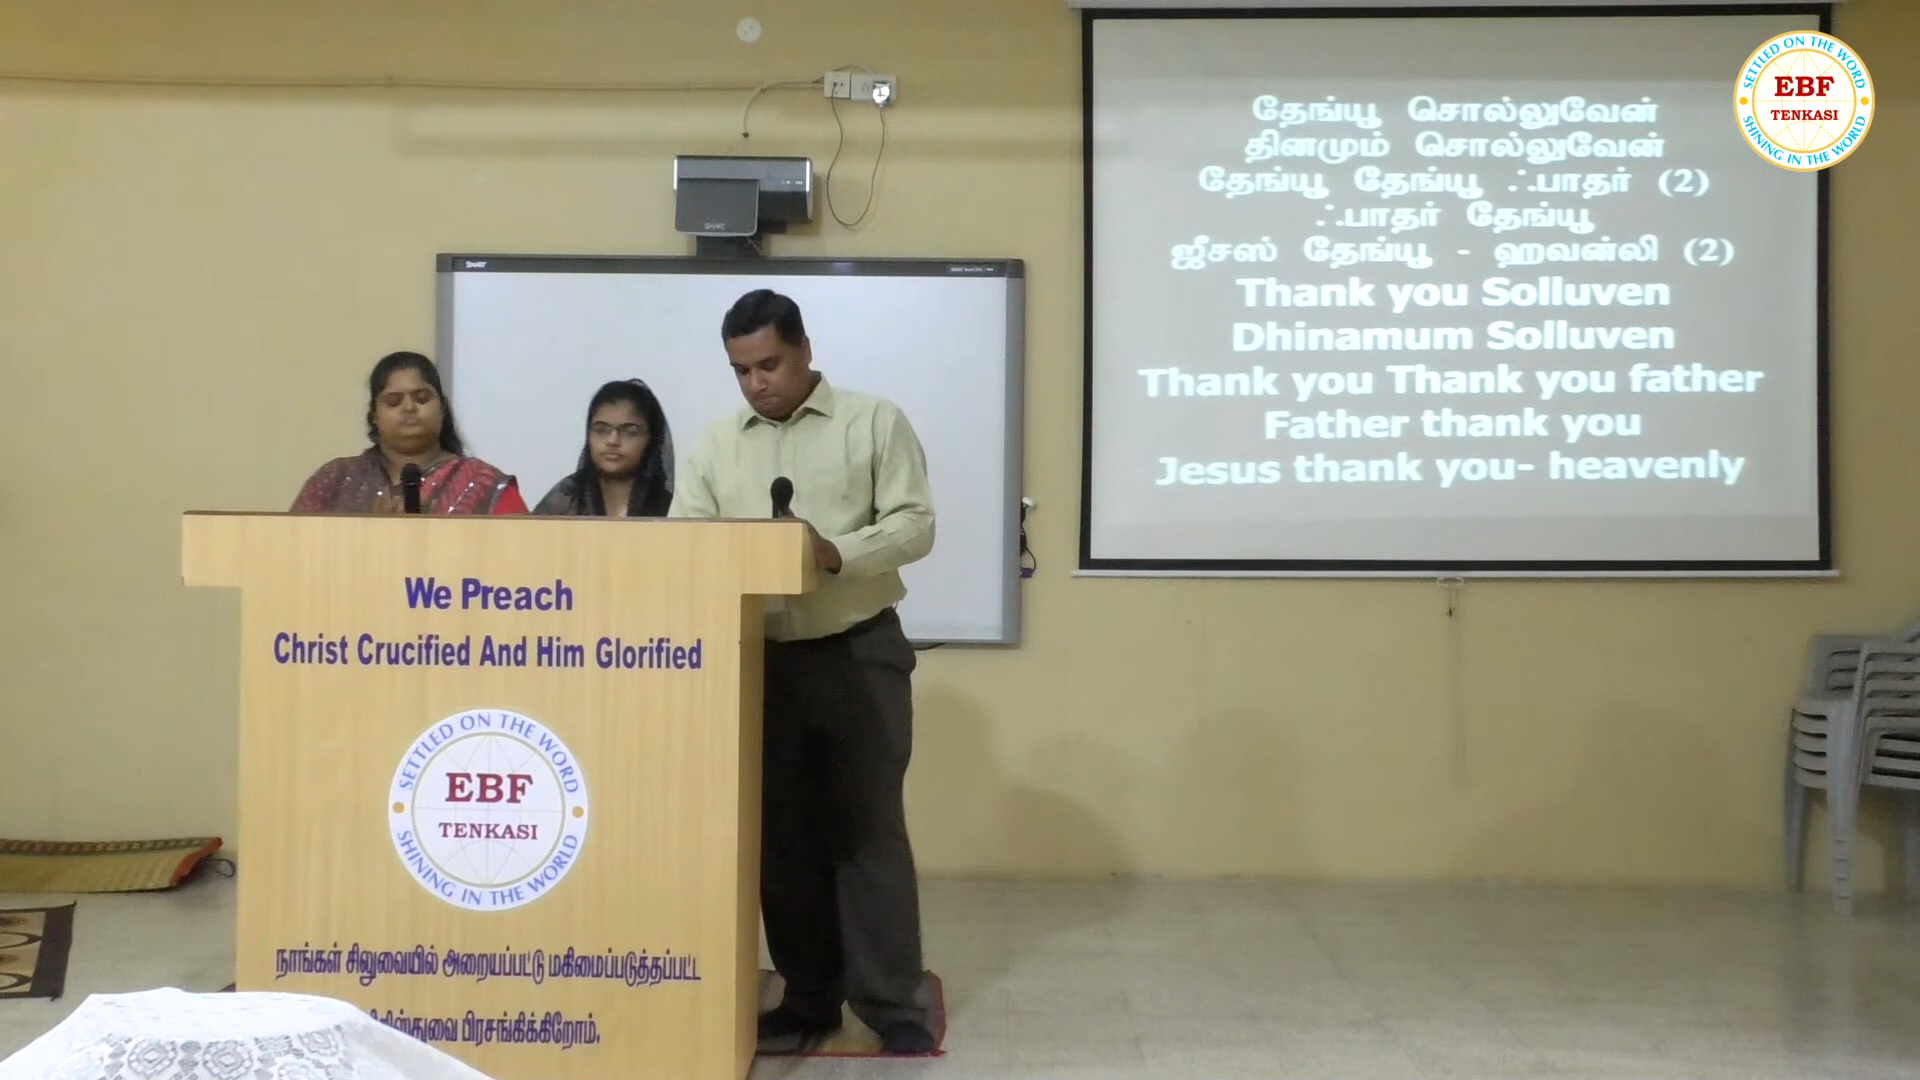 தேங்யூ சொல்லுவேன்
தினமும் சொல்லுவேன்
தேங்யூ தேங்யூ ஃபாதர் (2)
ஃபாதர் தேங்யூ
ஜீசஸ் தேங்யூ - ஹவன்லி (2)
Thank you Solluven
Dhinamum Solluven
Thank you Thank you father
Father thank you
Jesus thank you- heavenly
SETTLED ON THE WORD
EBF
TENKASI
SHINING IN THE WORLD
SMART
SMART
We Preach
Christ Crucified And Him Glorified
SETTLED ON THE WORD
EBF
TENKASI
SHINING IN THE WORLD
நாங்கள் சிலுவையில் அறையப்பட்டு மகிமைப்படுத்தப்பட்ட
பிரசங்கிக்கிறோம்.